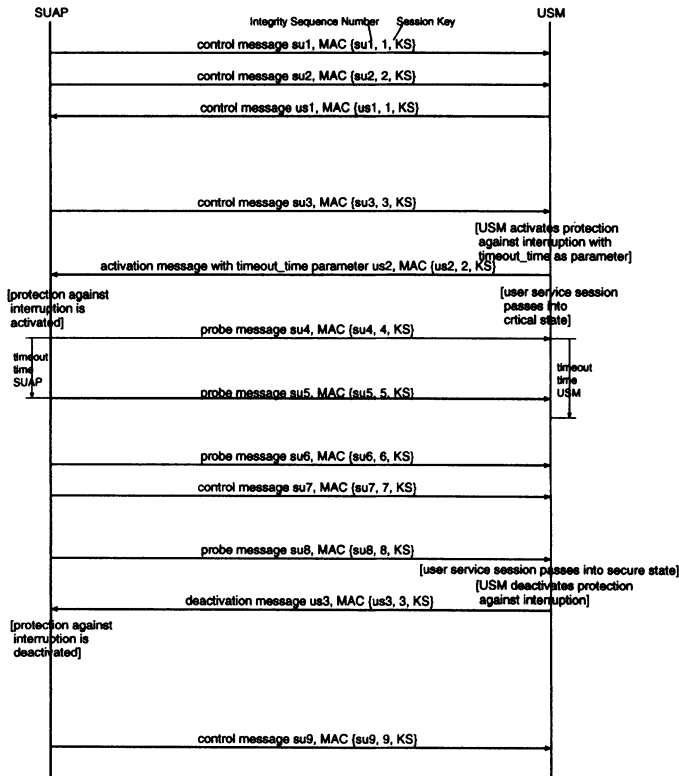 SUAP
USM
Integrity Sequence Number
Session Key
control message su1, MAC {su1, 1, KS}
control message su2, MAC {su2, 2, KS}
control message us1, MAC {us1, 1, KS}
control message su3, MAC {su3, 3, KS}
[USM activates protection
against interruption with
timeout_time as parameter]
activation message with timeout_time parameter us2, MAC {us2, 2, KS}
[protection against
interruption is
activated]
[user service session
passes into
crtical state]
probe message su4, MAC {su4, 4, KS}
timeout
time
SUAP
timeout
time
USM
probe message su5, MAC {su5, 5, KS}
probe message su6, MAC {su6, 6, KS}
control message su7, MAC {su7, 7, KS}
probe message su8, MAC {su8, 8, KS}
[user service session passes into secure state]
[USM deactivates protection
against interruption]
deactivation message us3, MAC {us3, 3, KS}
[protection against
interruption is
deactivated]
control message su9, MAC {su9, 9, KS}